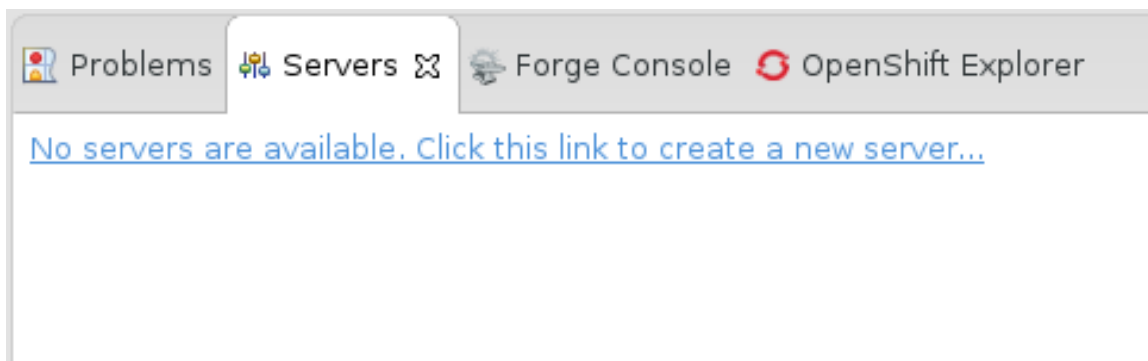 Problems Servers Forge Console OpenShift Explorer
No servers are available. Click this link to create a new server...